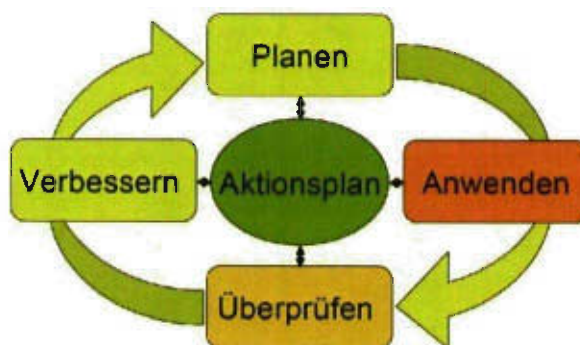 Planen
Verbessern
Aktionsplan
Anwenden
Überprüfen